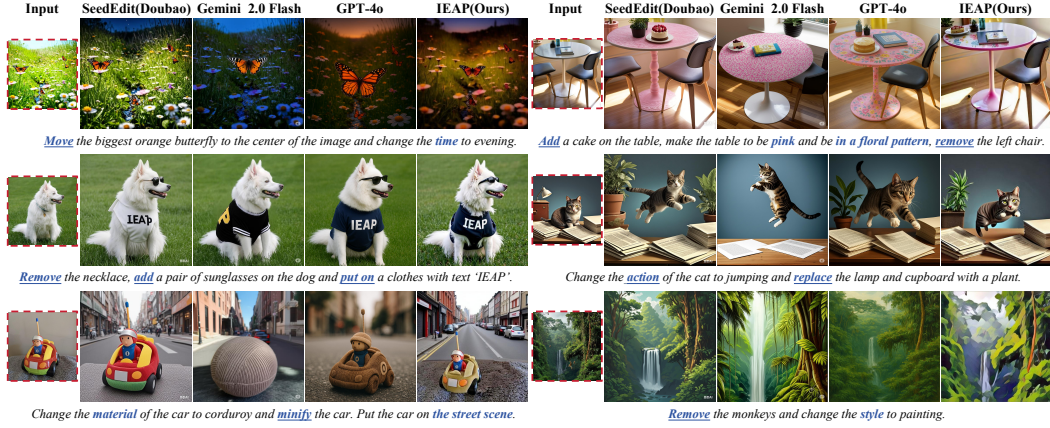 Input SeedEdit(Doubao) Gemini 2.0 Flash GPT-4o IEAP(Ours) Input SeedEdit(Doubao) Gemini 2.0 Flash GPT-4o IEAP(Ours)
Move the biggest orange butterfly to the center of the image and change the time to evening.
Add a cake on the table, make the table to be pink and be in a floral pattern, remove the left chair.
IEAP
IEAP
IEAP
Remove the necklace, add a pair of sunglasses on the dog and put on a clothes with text ‘IEAP’.
Change the action of the cat to jumping and replace the lamp and cupboard with a plant.
Change the material of the car to corduroy and minify the car. Put the car on the street scene.
Remove the monkeys and change the style to painting.